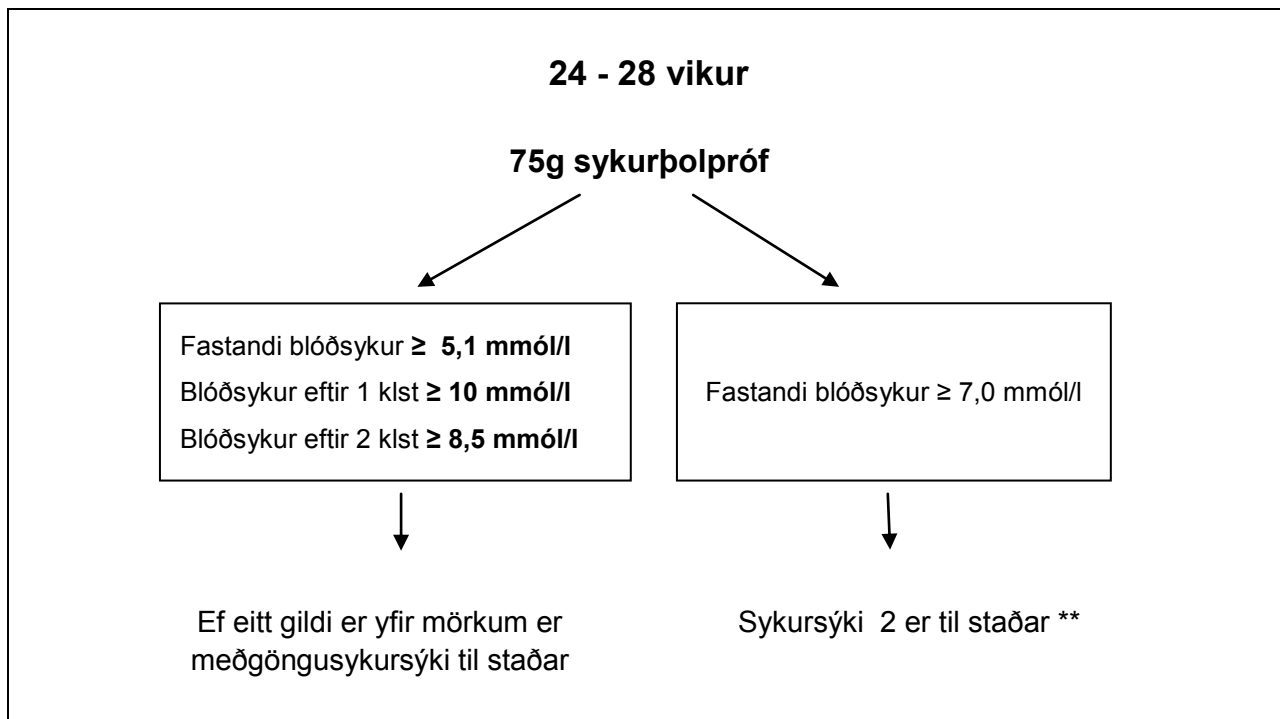 24 - 28 vikur
75g sykurþolpróf
Fastandi blóðsykur ≥ 5,1 mmól/l
Blóðsykur eftir 1 klst ≥ 10 mmól/l
Blóðsykur eftir 2 klst ≥ 8,5 mmól/l
Fastandi blóðsykur ≥ 7,0 mmól/l
Ef eitt gildi er yfir mörkum er
meðgöngusykursýki til staðar
Sykursýki 2 er til staðar **